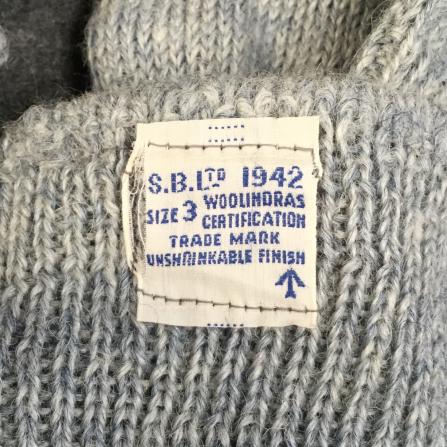 S.B.LTD 1942
SIZE 3 WOOLINDRAS
CERTIFICATION
TRADE MARK
UNSHRINKABLE FINISH